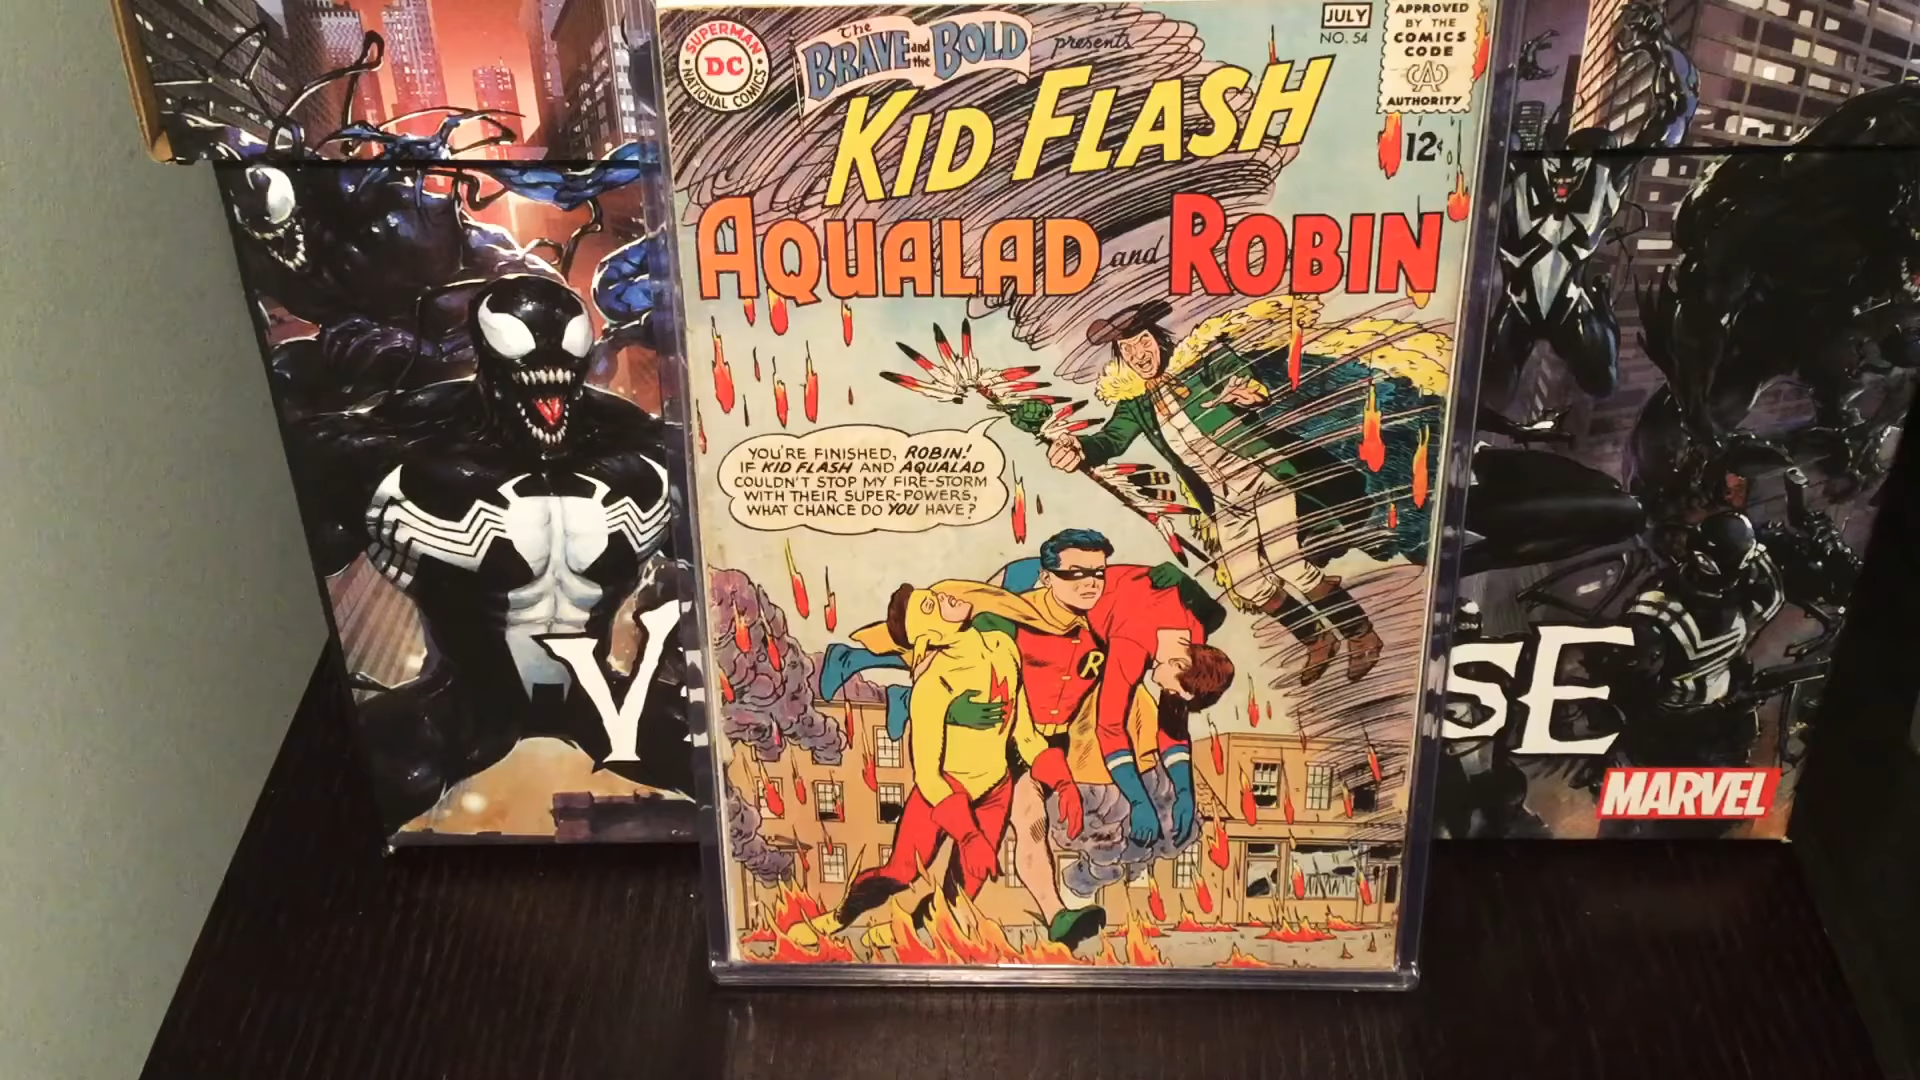 SUPERMAN
DC
NATIONAL COMICS
The
BRAVE and the BOLD presents
KID FLASH
AQUALAD and ROBIN
JULY
NO. 54
APPROVED
BY THE
COMICS
CODE
CA
AUTHORITY
12¢
YOU'RE FINISHED, ROBIN!
IF KID FLASH AND AQUALAD
COULDN'T STOP MY FIRE-STORM
WITH THEIR SUPER-POWERS,
WHAT CHANCE DO YOU HAVE?
R
V
SE
MARVEL